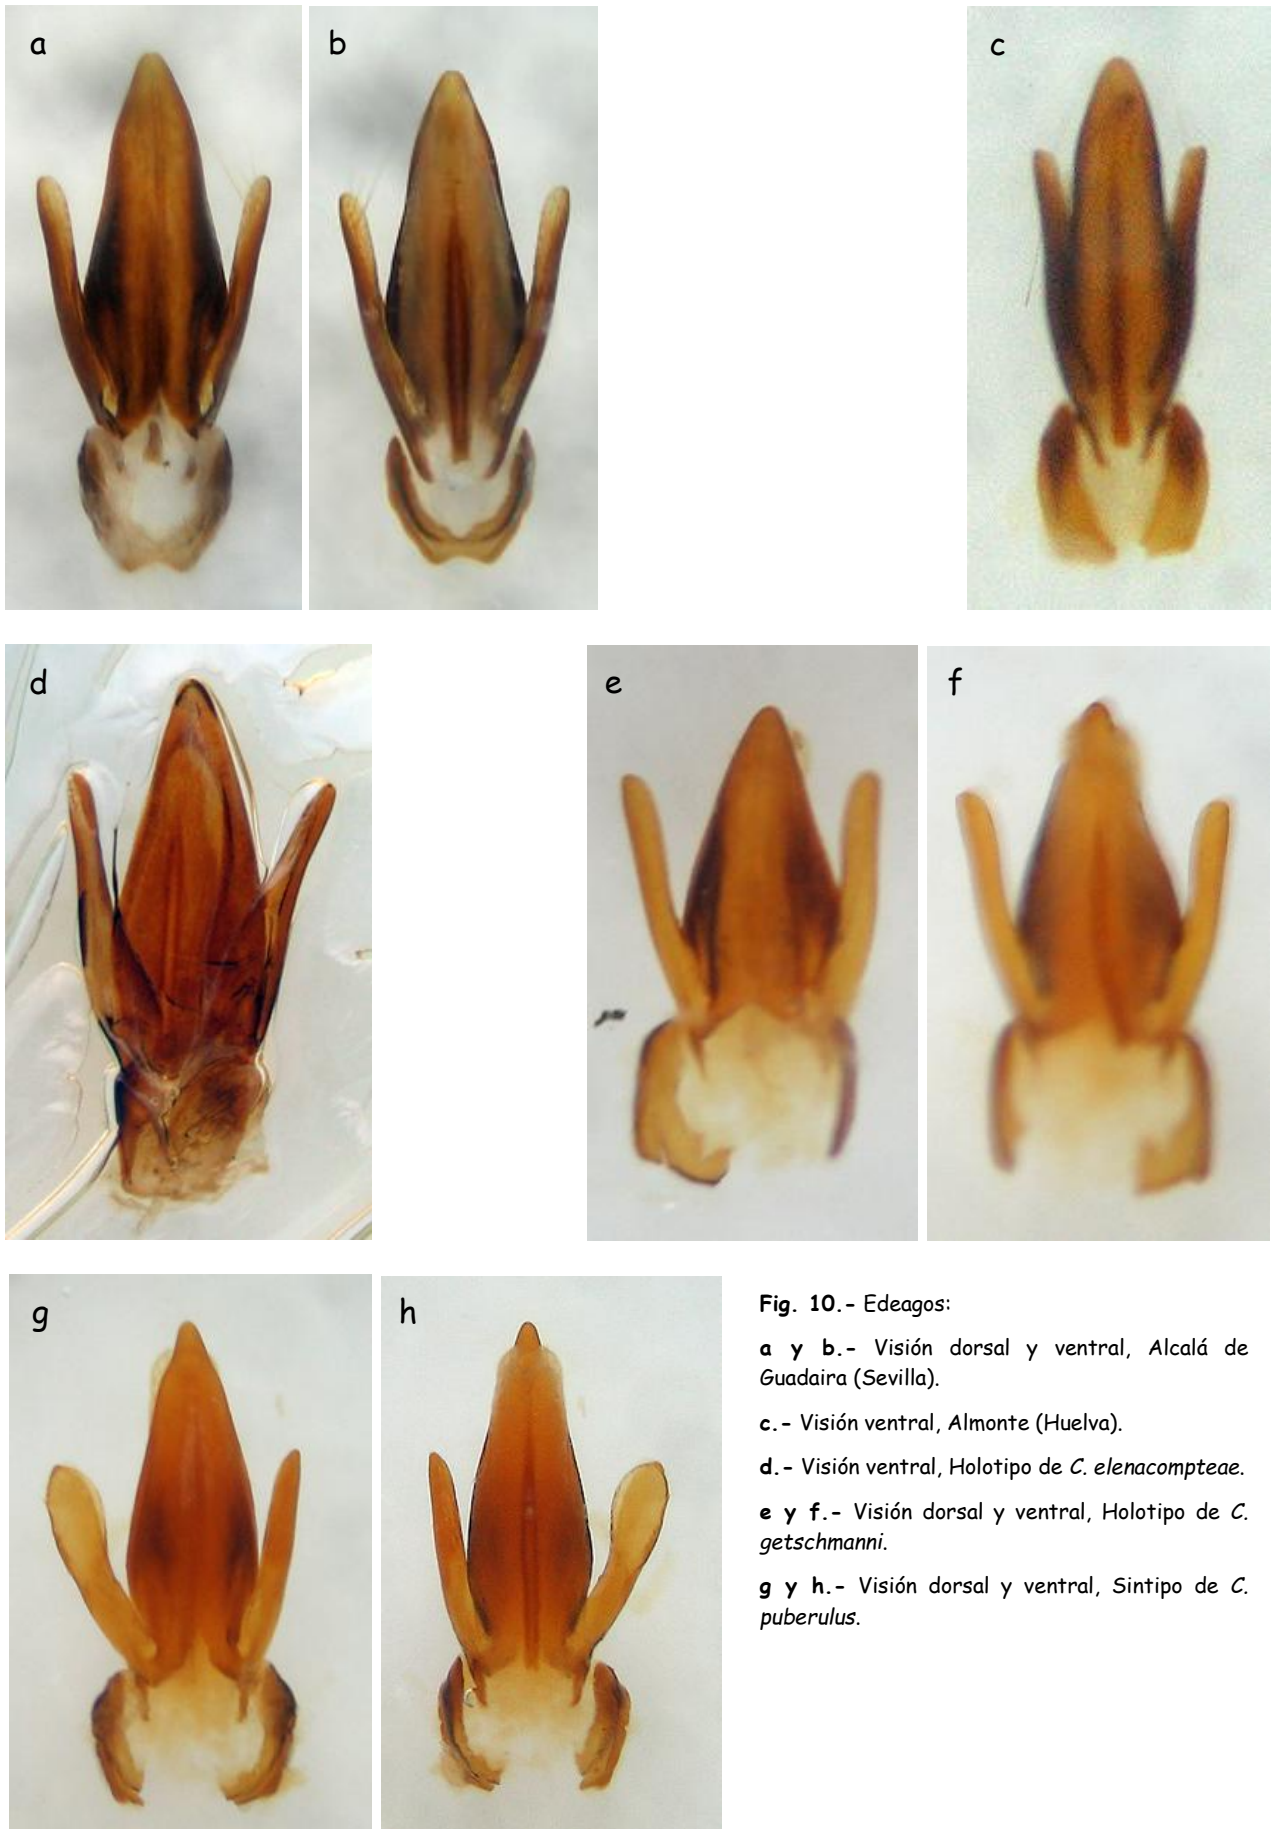 a
b
c
d
e
f
g
h
Fig. 10.- Edeagos:
a y b.- Visión dorsal y ventral, Alcalá de
Guadaira (Sevilla).
c.- Visión ventral, Almonte (Huelva).
d.- Visión ventral, Holotipo de C. elenacompteae.
e y f.- Visión dorsal y ventral, Holotipo de C.
getschmanni.
g y h.- Visión dorsal y ventral, Sintipo de C.
puberulus.